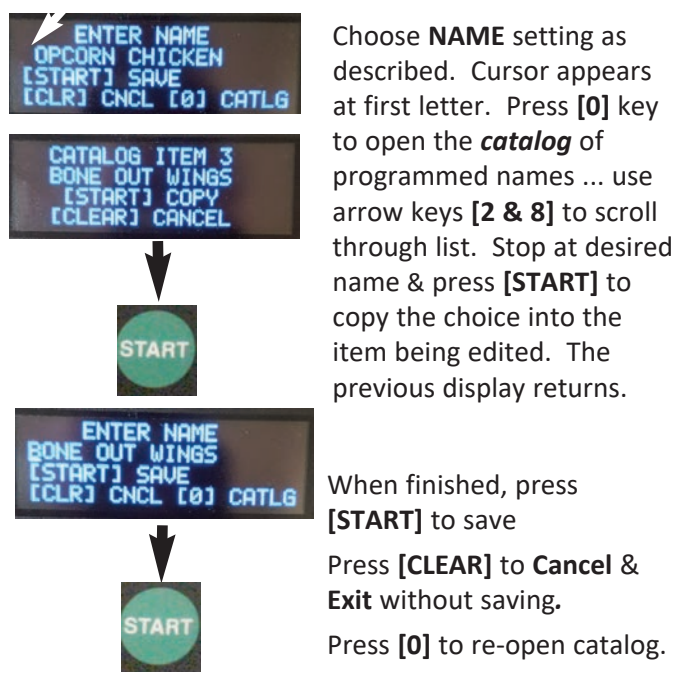 ENTER NAME
OPCORN CHICKEN
[START] SAVE
[CLR] CNCL [0] CATLG
Choose NAME setting as
described. Cursor appears
at first letter. Press [0] key
to open the catalog of
programmed names ... use
arrow keys [2 & 8] to scroll
through list. Stop at desired
name & press [START] to
copy the choice into the
item being edited. The
previous display returns.
CATALOG ITEM 3
BONE OUT WINGS
[START] COPY
[CLEAR] CANCEL
START
ENTER NAME
BONE OUT WINGS
[START] SAVE
[CLR] CNCL [0] CATLG
When finished, press
[START] to save
Press [CLEAR] to Cancel &
Exit without saving.
Press [0] to re-open catalog.
START